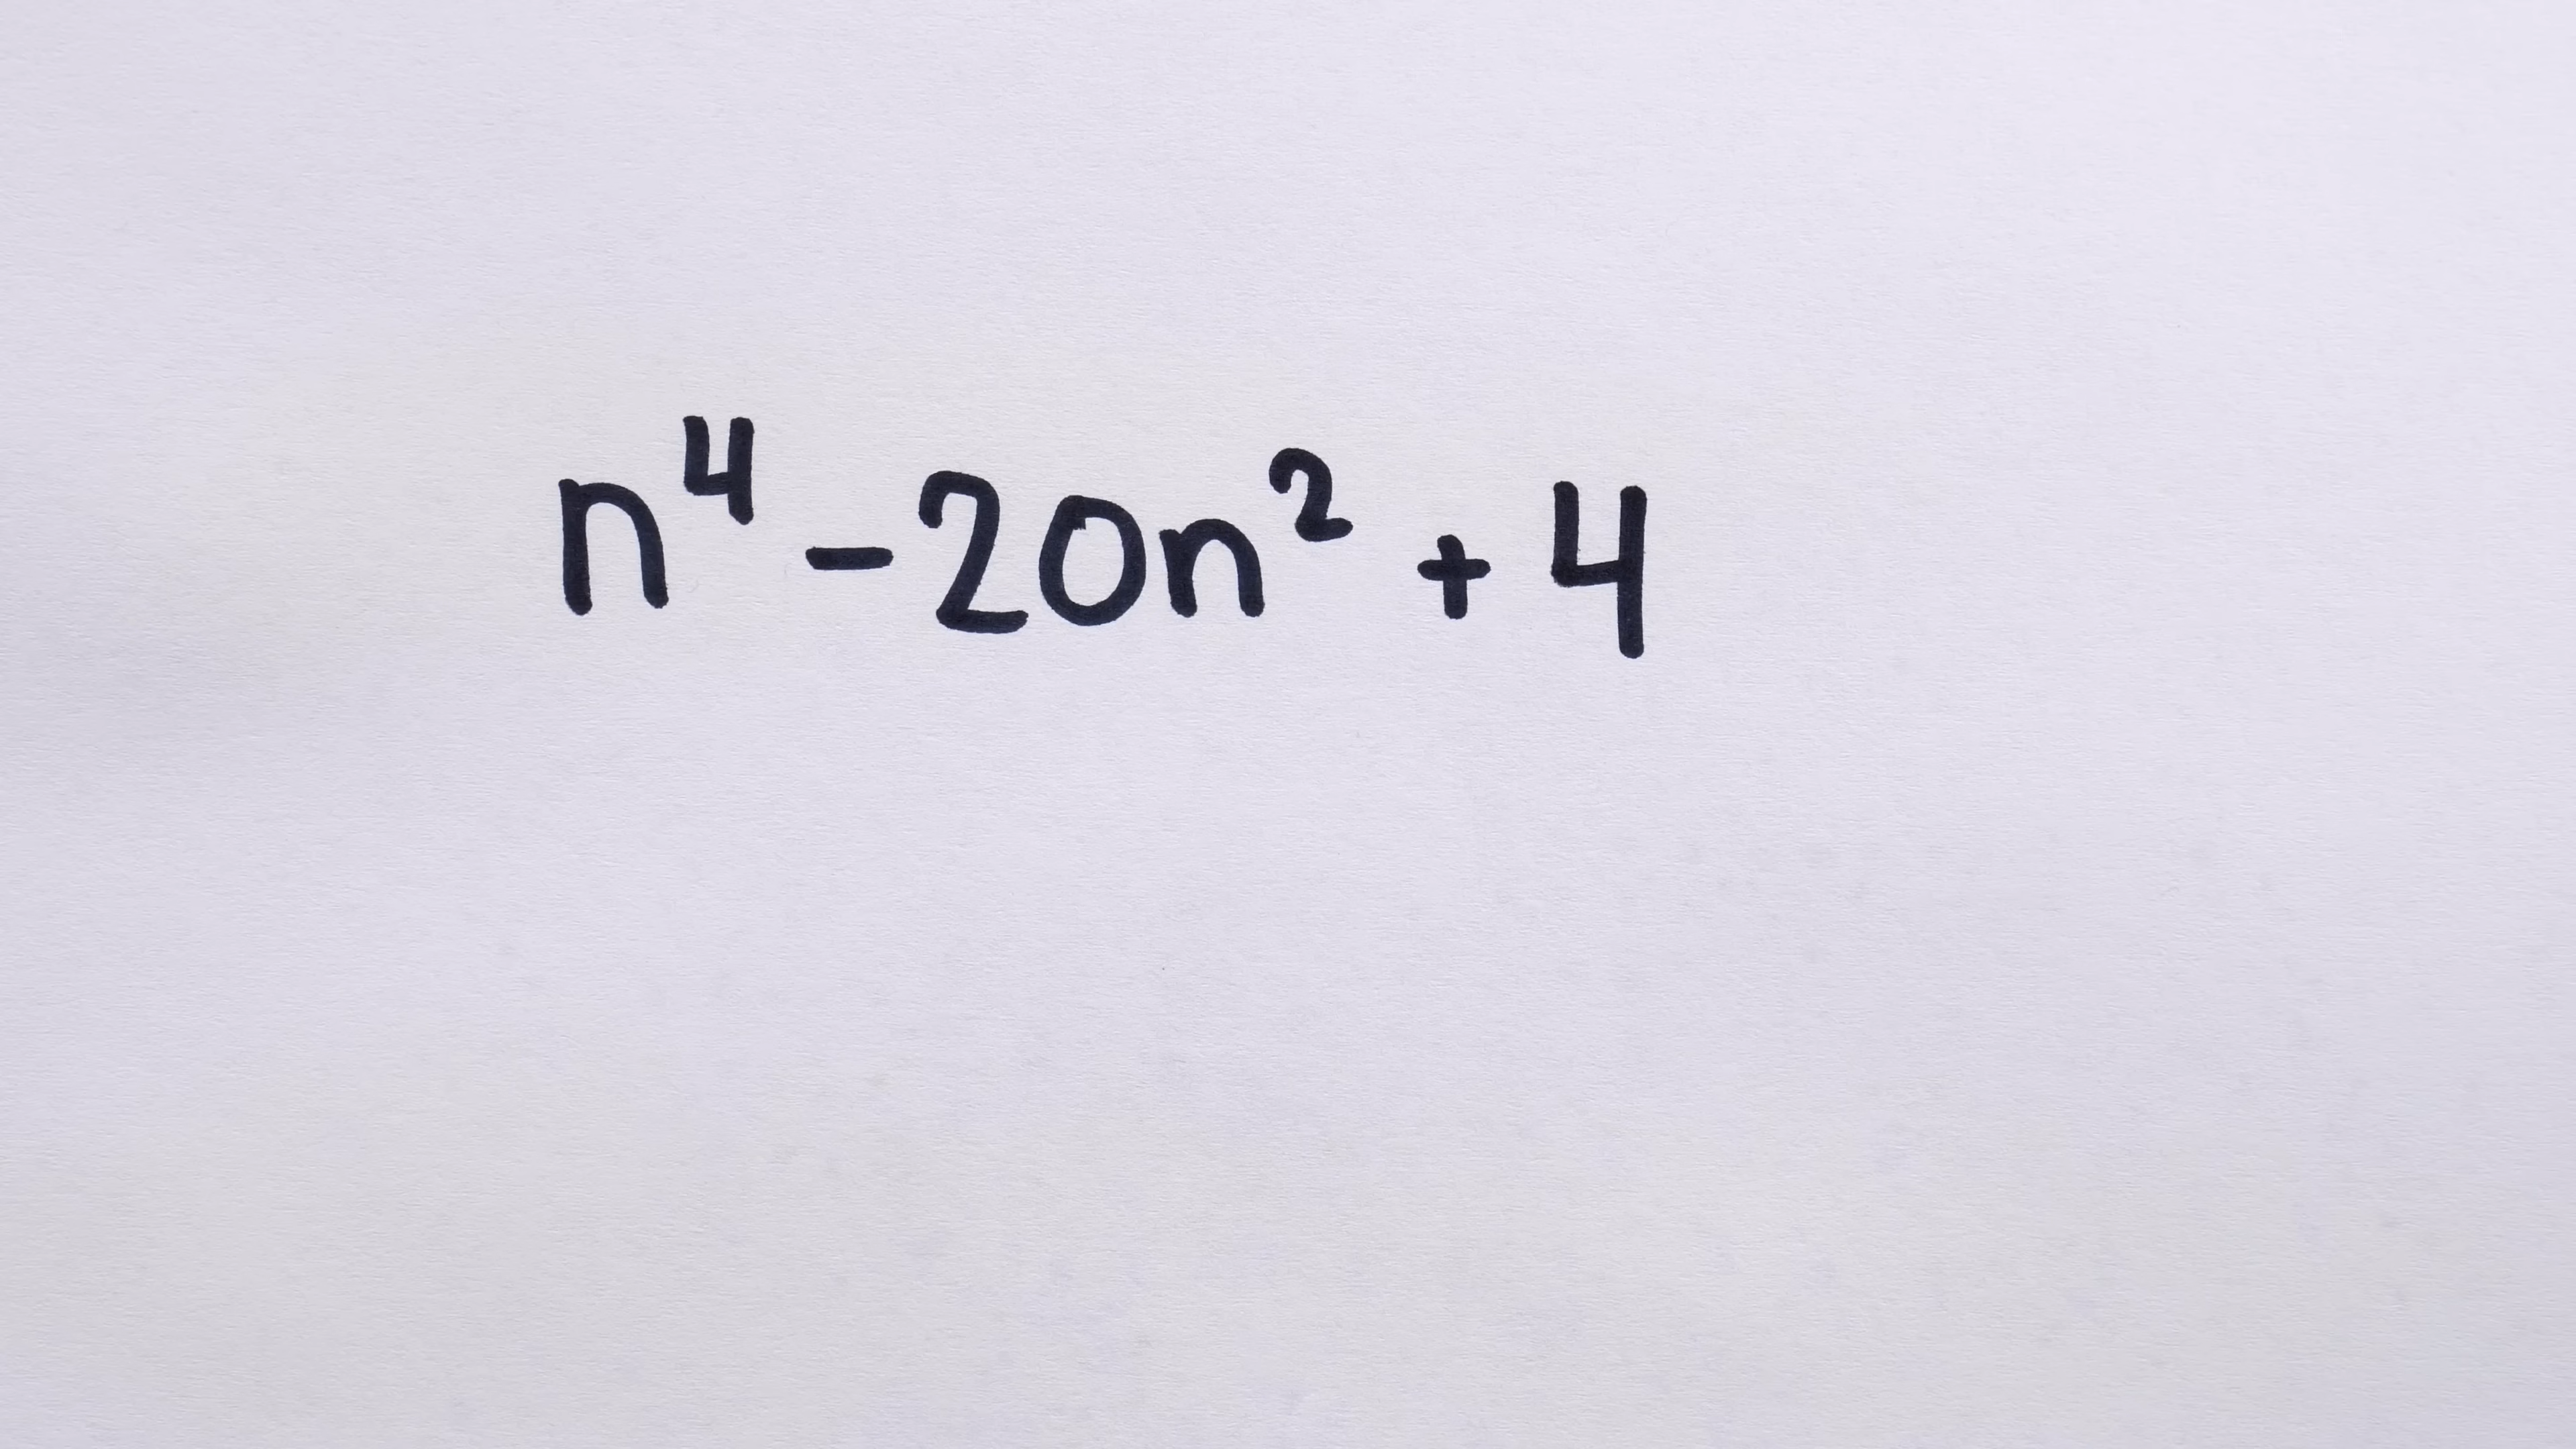 n⁴ - 20n² + 4